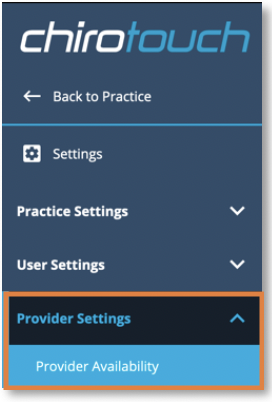 chirotouch
← Back to Practice
Settings
Practice Settings
User Settings
Provider Settings
Provider Availability